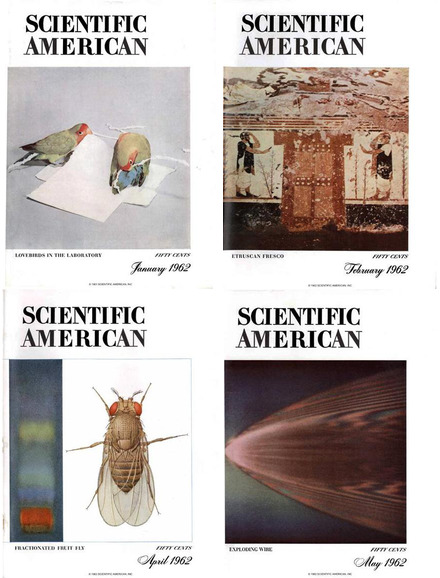 SCIENTIFIC
AMERICAN
LOVEBIRDS IN THE LABORATORY
FIFTY CENTS
January 1962
© 1962 SCIENTIFIC AMERICAN, INC.
SCIENTIFIC
AMERICAN
ETRUSCAN FRESCO
FIFTY CENTS
February 1962
© 1962 SCIENTIFIC AMERICAN, INC.
SCIENTIFIC
AMERICAN
FRACTIONATED FRUIT FLY
FIFTY CENTS
April 1962
© 1962 SCIENTIFIC AMERICAN, INC.
SCIENTIFIC
AMERICAN
EXPLODING WIRE
FIFTY CENTS
May 1962
© 1962 SCIENTIFIC AMERICAN, INC.